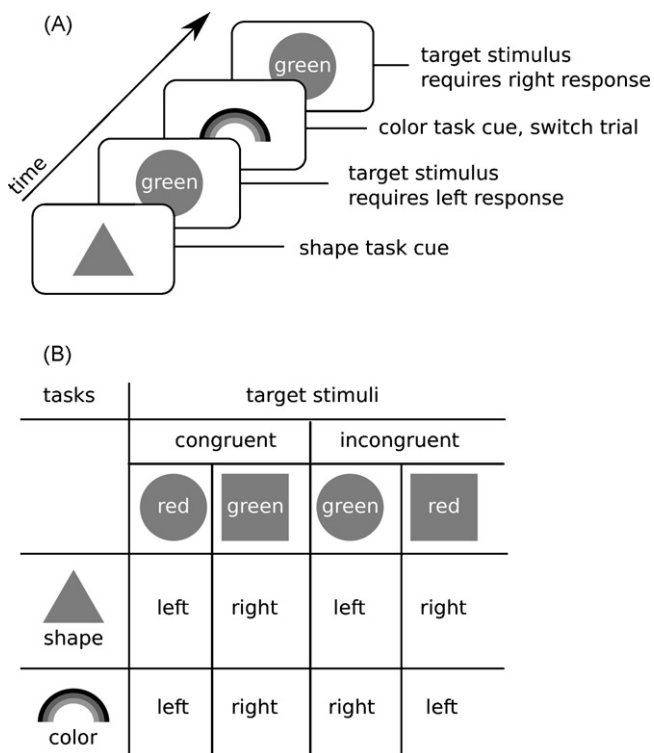 (A)
green
target stimulus
requires right response
color task cue, switch trial
time
green
target stimulus
requires left response
shape task cue
(B)
tasks target stimuli
congruent incongruent
red green green red
left right left right
shape
left right right left
color